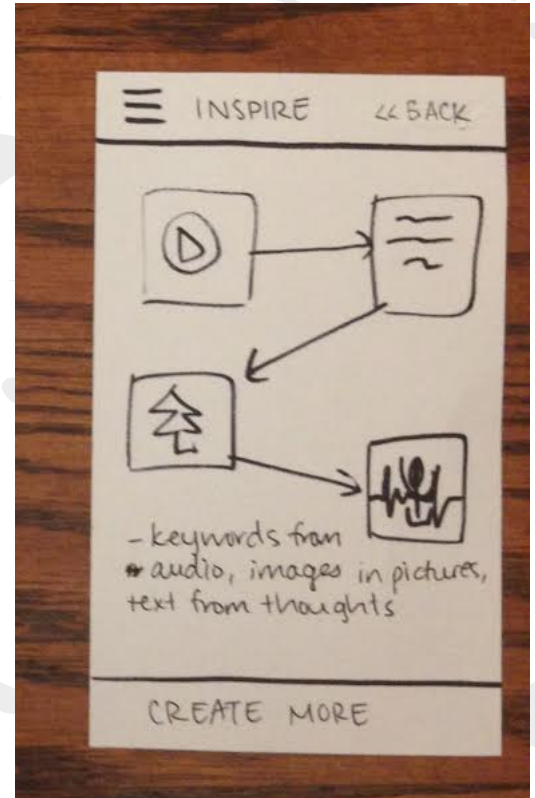 INSPIRE << BACK
- keywords from
audio, images in pictures,
text from thoughts
CREATE MORE